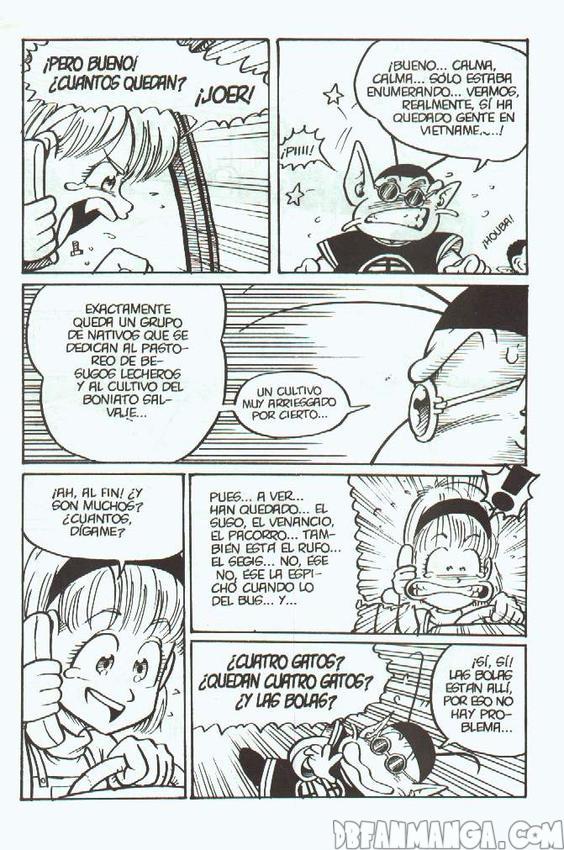 ¡PERO BUENO!
¿CUANTOS QUEDAN?
¡JOER!
¡BUENO... CALMA,
CALMA... SÓLO ESTABA
ENUMERANDO... VEAMOS,
REALMENTE, SÍ HA
QUEDADO GENTE EN
VIETNAME...!
¡PIIII!
¡HOUBA!
EXACTAMENTE
QUEDA UN GRUPO
DE NATIVOS QUE SE
DEDICAN AL PASTO-
REO DE BE-
SUGOS LECHEROS
Y AL CULTIVO DEL
BONIATO SAL-
VAJE...
UN CULTIVO
MUY ARRIESGADO
POR CIERTO...
¡AH, AL FIN! ¿Y
SON MUCHOS?
¿CUANTOS,
DÍGAME?
PUES... A VER...
HAN QUEDADO... EL
SUSO, EL VENANCIO,
EL PACORRO... TAM-
BIEN ESTÁ EL RUFO...
EL SEGIS... NO, ESE
NO, ESE LA ESPI-
CHÓ CUANDO LO
DEL BUS... Y...
!
¿CUATRO GATOS?
¿QUEDAN CUATRO GATOS?
¿Y LAS BOLAS?
¡SÍ, SÍ!
LAS BOLAS
ESTÁN ALLÍ,
POR ESO NO
HAY PRO-
BLEMA...
DBFANMANGA.COM